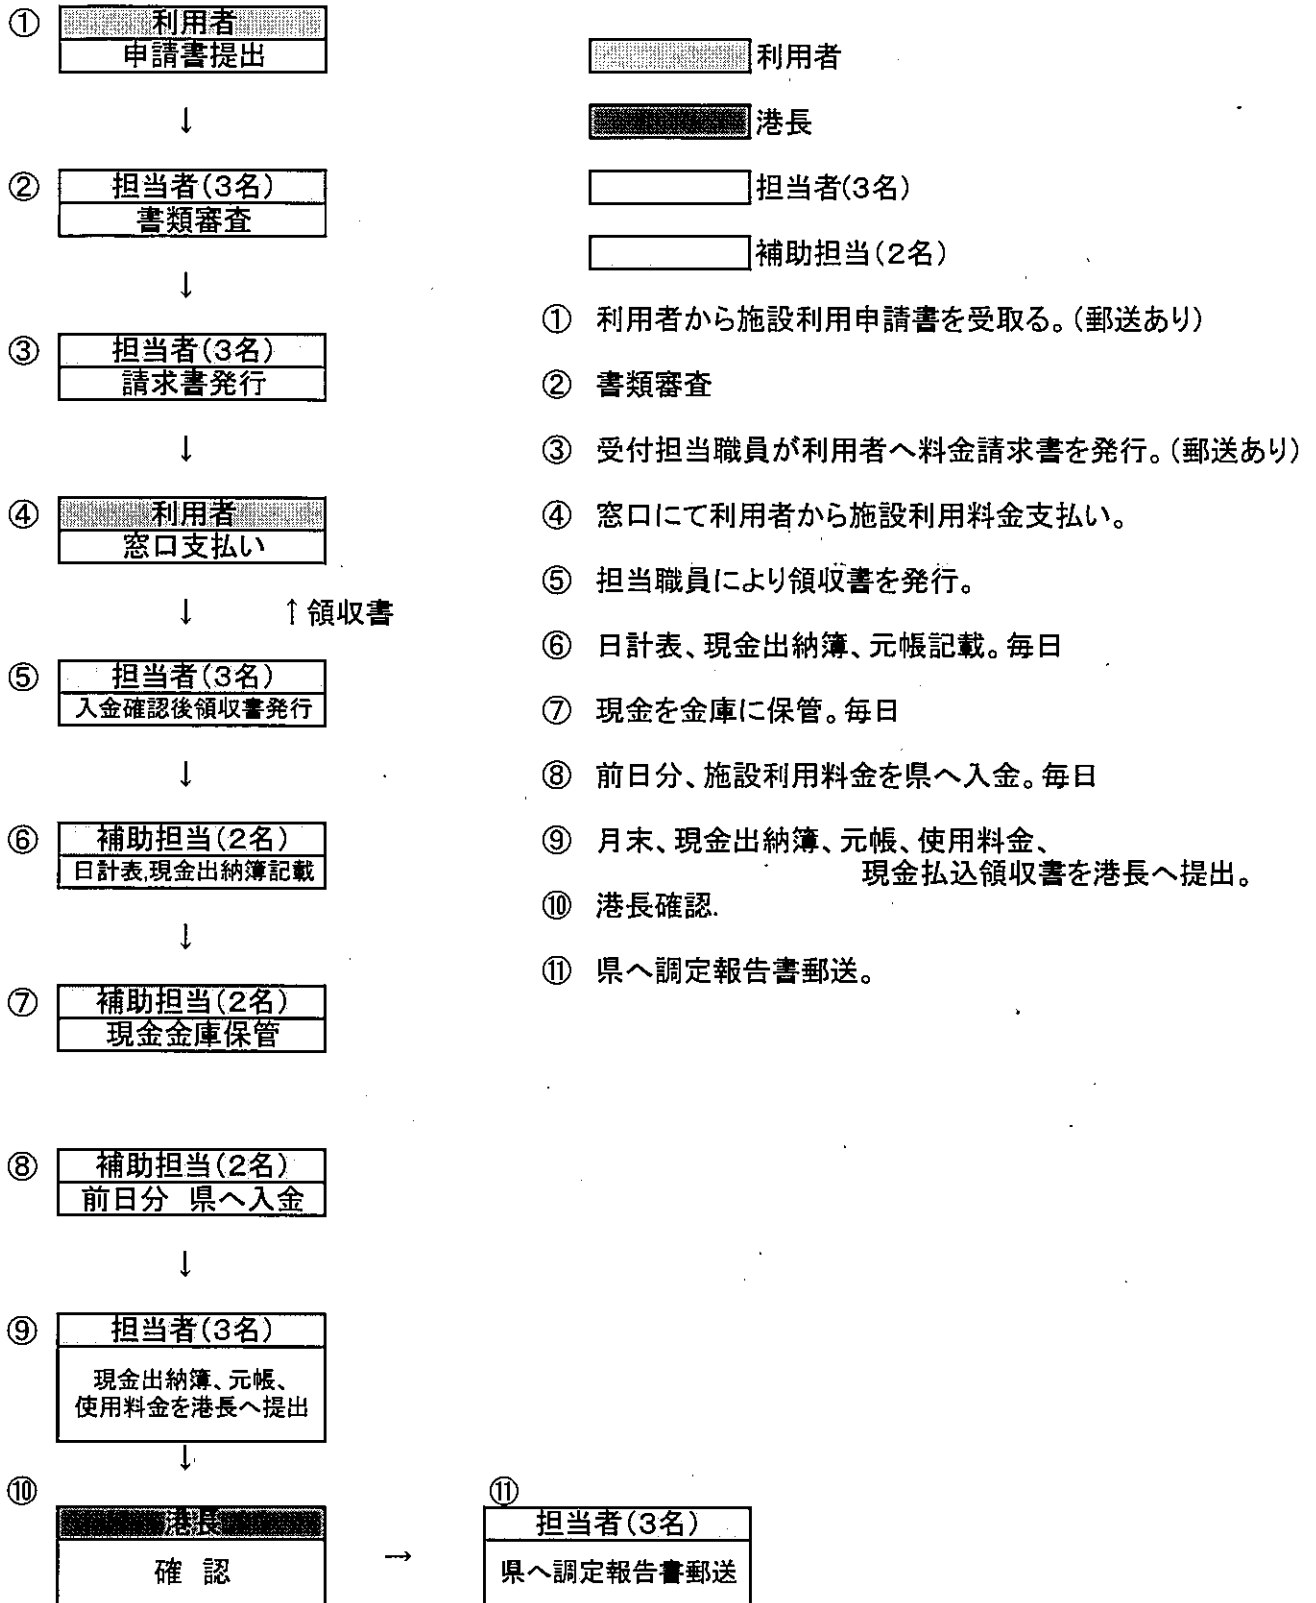 ① 利用者
申請書提出
↓
② 担当者(3名)
書類審査
↓
③ 担当者(3名)
請求書発行
↓
④ 利用者
窓口支払い
↓ ↑領収書
⑤ 担当者(3名)
入金確認後領収書発行
↓
⑥ 補助担当(2名)
日計表,現金出納簿記載
↓
⑦ 補助担当(2名)
現金金庫保管
⑧ 補助担当(2名)
前日分 県へ入金
↓
⑨ 担当者(3名)
現金出納簿、元帳、
使用料金を港長へ提出
↓
⑩ 港長
確 認
→
⑪ 担当者(3名)
県へ調定報告書郵送
利用者
港長
担当者(3名)
補助担当(2名)
① 利用者から施設利用申請書を受取る。(郵送あり)
② 書類審査
③ 受付担当職員が利用者へ料金請求書を発行。(郵送あり)
④ 窓口にて利用者から施設利用料金支払い。
⑤ 担当職員により領収書を発行。
⑥ 日計表、現金出納簿、元帳記載。毎日
⑦ 現金を金庫に保管。毎日
⑧ 前日分、施設利用料金を県へ入金。毎日
⑨ 月末、現金出納簿、元帳、使用料金、
現金払込領収書を港長へ提出。
⑩ 港長確認.
⑪ 県へ調定報告書郵送。